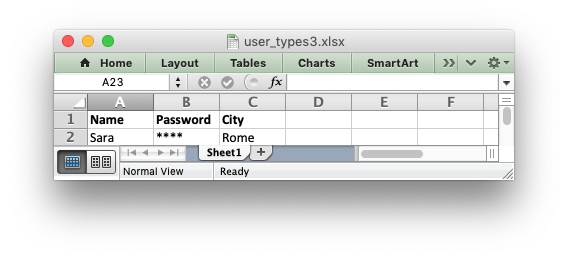 user_types3.xlsx
Home Layout Tables Charts SmartArt
A23 fx
A B C D E F
1 Name Password City
2 Sara **** Rome
Sheet1
Normal View Ready